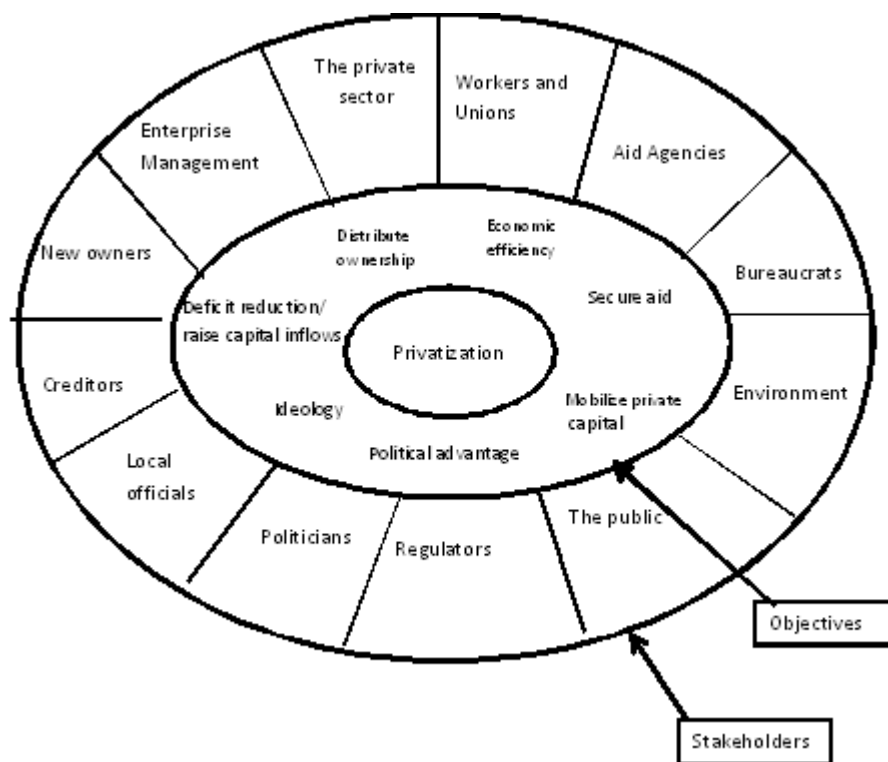 The private
sector
Workers and
Unions
Enterprise
Management
Aid Agencies
New owners
Bureaucrats
Creditors
Environment
Local
officials
Politicians
Regulators
The public
Distribute
ownership
Economic
efficiency
Deficit reduction/
raise capital inflows
Secure aid
Privatization
Ideology
Mobilize private
capital
Political advantage
Objectives
Stakeholders